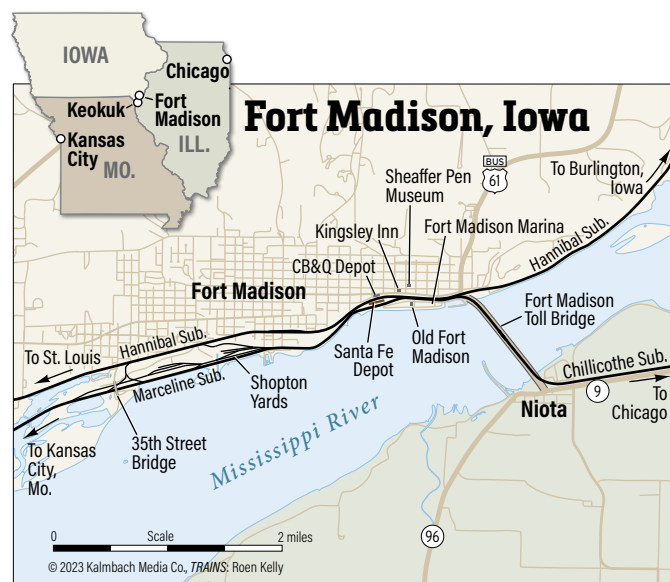 IOWA
Chicago
Keokuk
Fort
Madison
Kansas
City
MO.
ILL.
Fort Madison, Iowa
BUS
61
To Burlington,
Iowa
Sheaffer Pen
Museum
Kingsley Inn
Fort Madison Marina
Hannibal Sub.
CB&Q Depot
Fort Madison
Fort Madison
Toll Bridge
Old Fort
Madison
Santa Fe
Depot
Hannibal Sub.
To St. Louis
Marceline Sub.
Shopton
Yards
Chillicothe Sub.
9
To
Chicago
Niota
Mississippi River
35th Street
Bridge
To Kansas
City,
Mo.
96
0 Scale 2 miles
© 2023 Kalmbach Media Co., TRAINS: Roen Kelly